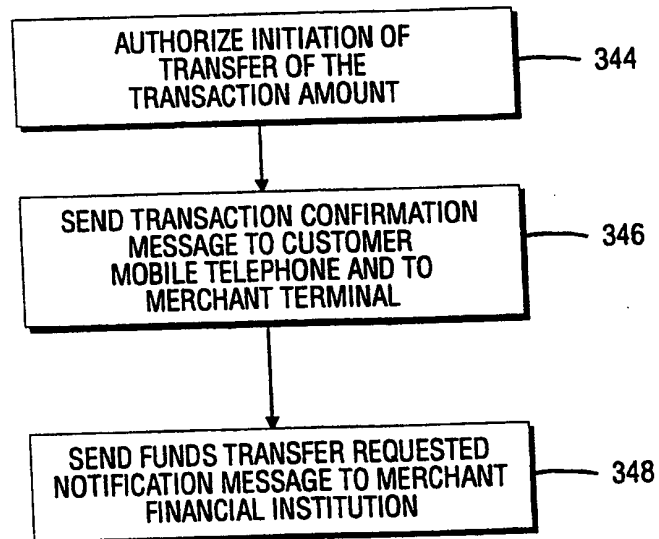 AUTHORIZE INITIATION OF
TRANSFER OF THE
TRANSACTION AMOUNT
344
SEND TRANSACTION CONFIRMATION
MESSAGE TO CUSTOMER
MOBILE TELEPHONE AND TO
MERCHANT TERMINAL
346
SEND FUNDS TRANSFER REQUESTED
NOTIFICATION MESSAGE TO MERCHANT
FINANCIAL INSTITUTION
348